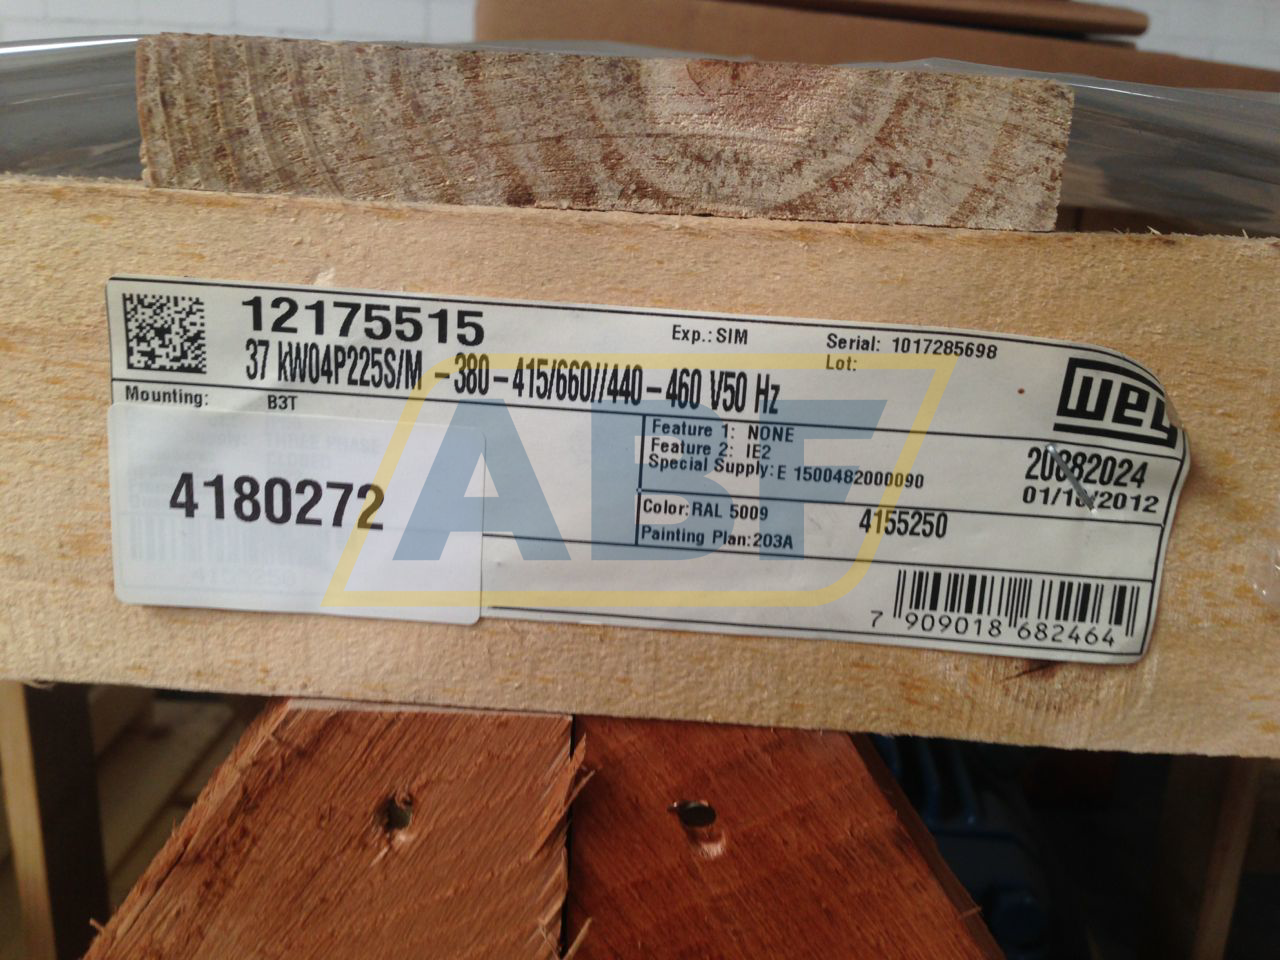 12175515
Exp.: SIM
Serial: 1017285698
37 kW04P225S/M -380-415/660//440-460 V50 Hz
Lot:
WEG
Mounting: B3T
Feature 1: NONE
Feature 2: IE2
Special Supply: E 1500482000090
4180272
Color: RAL 5009
4155250
Painting Plan: 203A
7 909018 682464
ABF